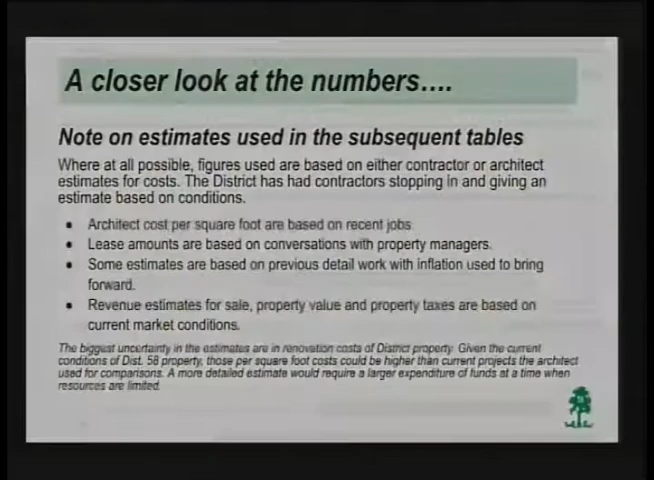 A closer look at the numbers....
Note on estimates used in the subsequent tables
Where at all possible, figures used are based on either contractor or architect
estimates for costs. The District has had contractors stopping in and giving an
estimate based on conditions.
• Architect cost per square foot are based on recent jobs
• Lease amounts are based on conversations with property managers.
• Some estimates are based on previous detail work with inflation used to bring
forward.
• Revenue estimates for sale, property value and property taxes are based on
current market conditions.
The biggest uncertainty in the estimates are in renovation costs of District property. Given the current
conditions of Dist. 58 property, those per square foot costs could be higher than current projects the architect
used for comparisons. A more detailed estimate would require a larger expenditure of funds at a time when
resources are limited.